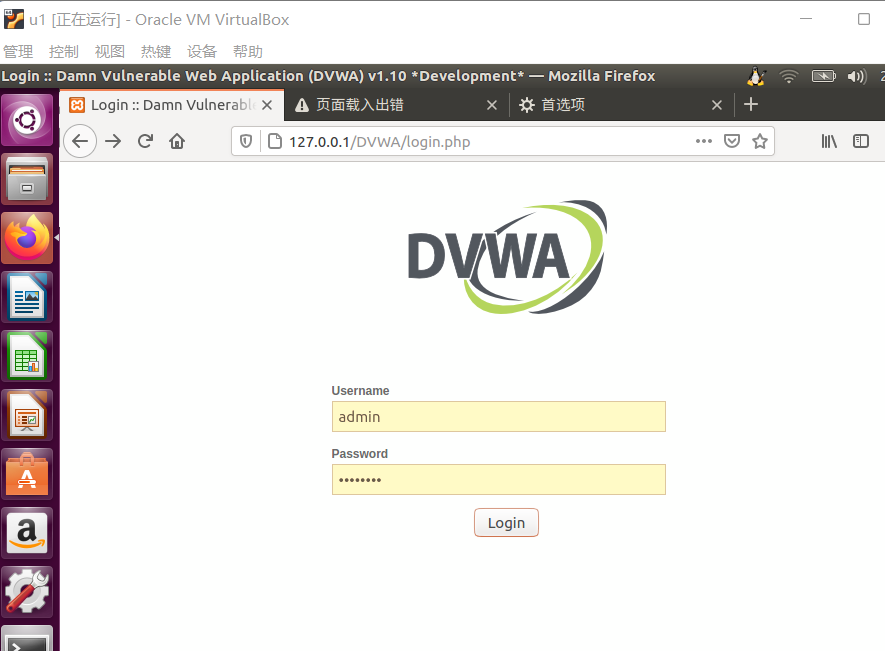 u1 [正在运行] - Oracle VM VirtualBox
管理 控制 视图 热键 设备 帮助
Login :: Damn Vulnerable Web Application (DVWA) v1.10 *Development* — Mozilla Firefox
Login :: Damn Vulnerabl 页面载入出错 首选项
127.0.0.1/DVWA/login.php
DVWA
Username
admin
Password
••••••••
Login